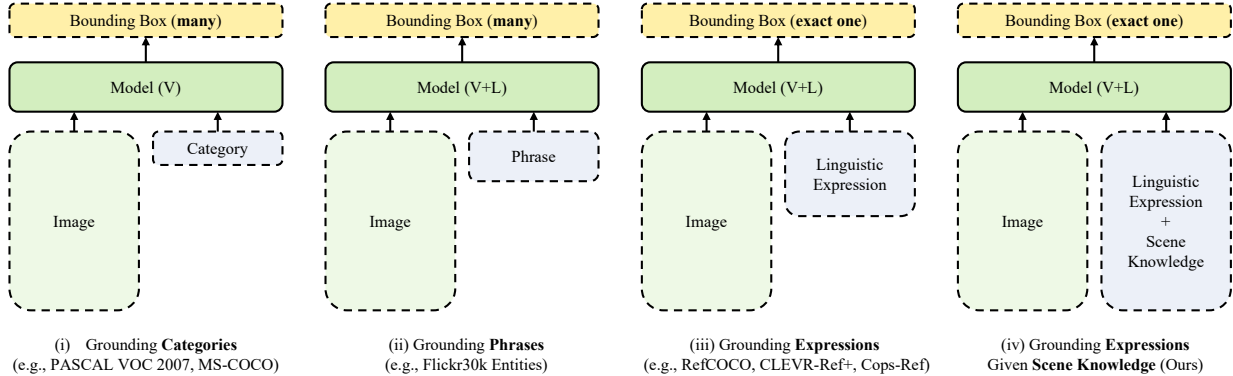 Bounding Box (many)
Model (V)
Image
Category
(i) Grounding Categories
(e.g., PASCAL VOC 2007, MS-COCO)
Bounding Box (many)
Model (V+L)
Image
Phrase
(ii) Grounding Phrases
(e.g., Flickr30k Entities)
Bounding Box (exact one)
Model (V+L)
Image
Linguistic
Expression
(iii) Grounding Expressions
(e.g., RefCOCO, CLEVR-Ref+, Cops-Ref)
Bounding Box (exact one)
Model (V+L)
Image
Linguistic
Expression
+
Scene
Knowledge
(iv) Grounding Expressions
Given Scene Knowledge (Ours)